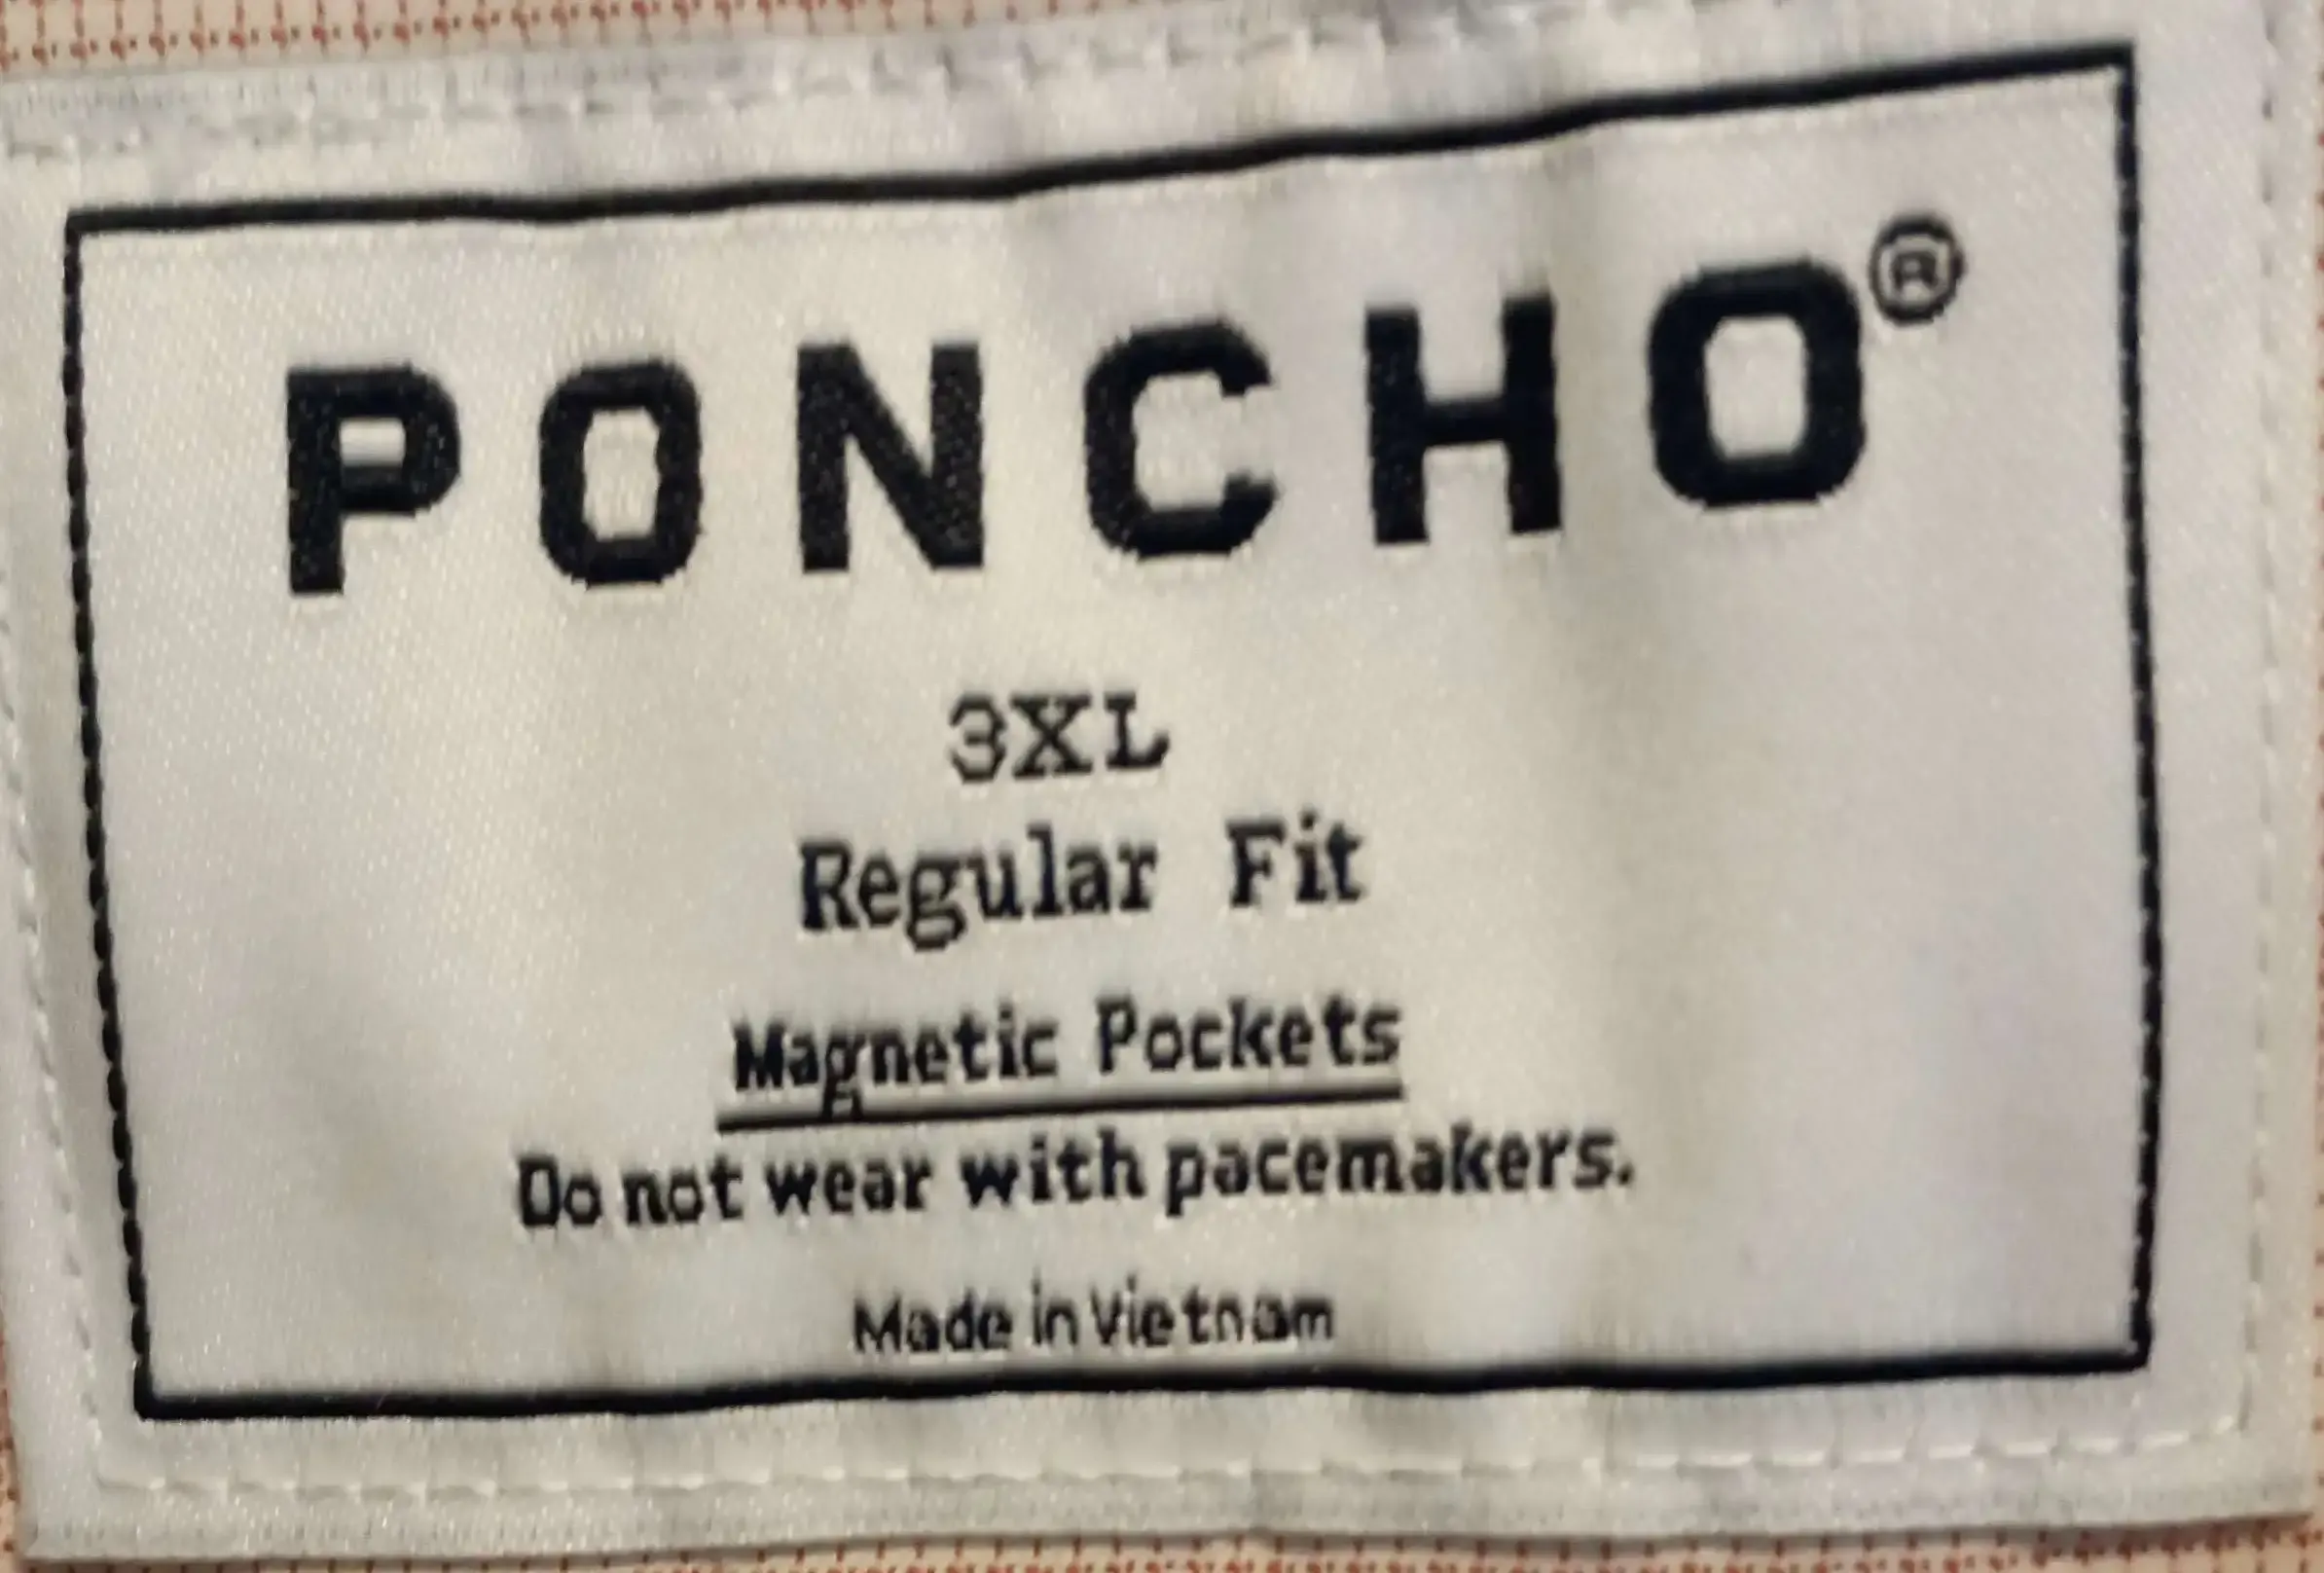 PONCHO®
3XL
Regular Fit
Magnetic Pockets
Do not wear with pacemakers.
Made in Vietnam